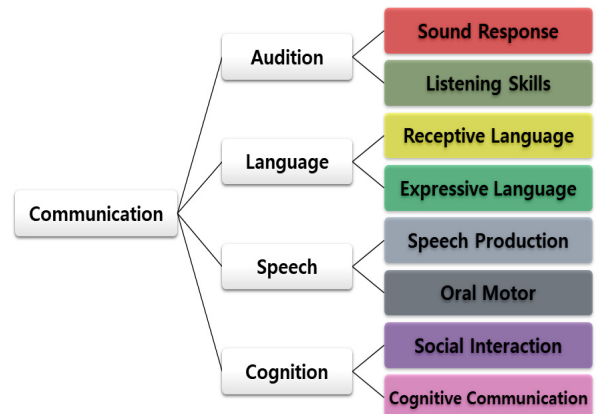 Communication
Audition
Sound Response
Listening Skills
Language
Receptive Language
Expressive Language
Speech
Speech Production
Oral Motor
Cognition
Social Interaction
Cognitive Communication